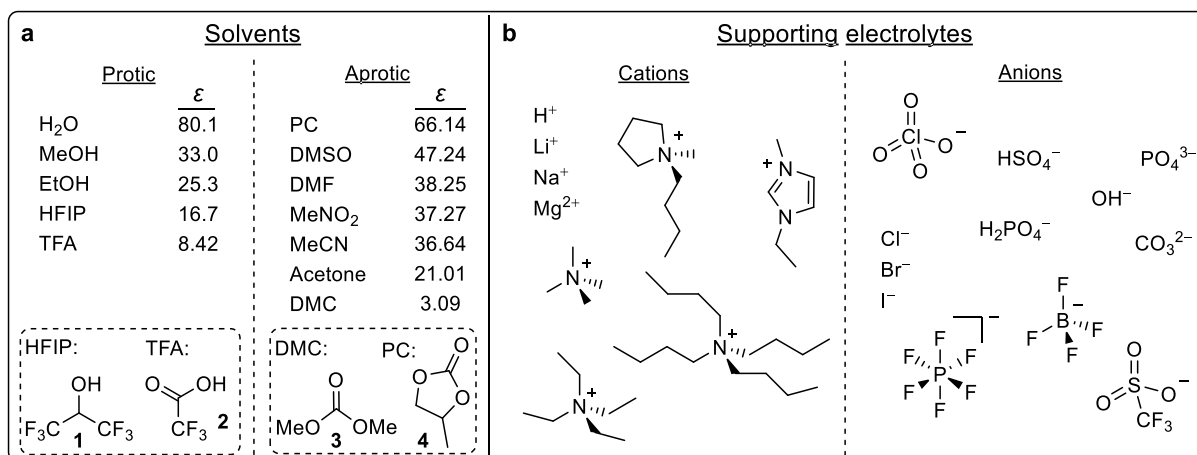 a Solvents
Protic
ε
H₂O 80.1
MeOH 33.0
EtOH 25.3
HFIP 16.7
TFA 8.42
Aprotic
ε
PC 66.14
DMSO 47.24
DMF 38.25
MeNO₂ 37.27
MeCN 36.64
Acetone 21.01
DMC 3.09
HFIP:
OH
F₃C CF₃
1
TFA:
O OH
CF₃ 2
DMC:
O
MeO OMe
3
PC:
O
O O
4
b Supporting electrolytes
Cations
H⁺
Li⁺
Na⁺
Mg²⁺
N +
+ N
N
N +
N +
N +
Anions
O
O Cl O⁻
O
HSO₄⁻
PO₄³⁻
OH⁻
H₂PO₄⁻
CO₃²⁻
Cl⁻
Br⁻
I⁻
F
F F
P
F F
F
−
F
B −
F F
F
O
S O⁻
O
CF₃